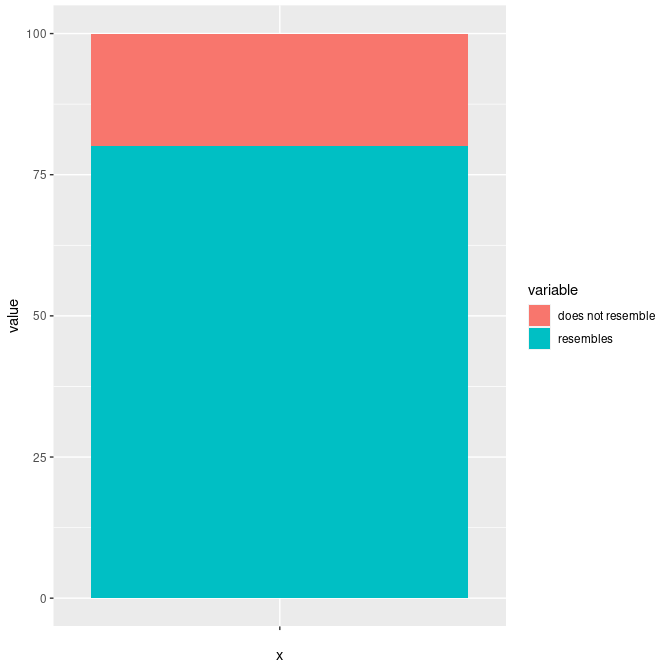 100
75
50
25
0
value
x
variable
does not resemble
resembles